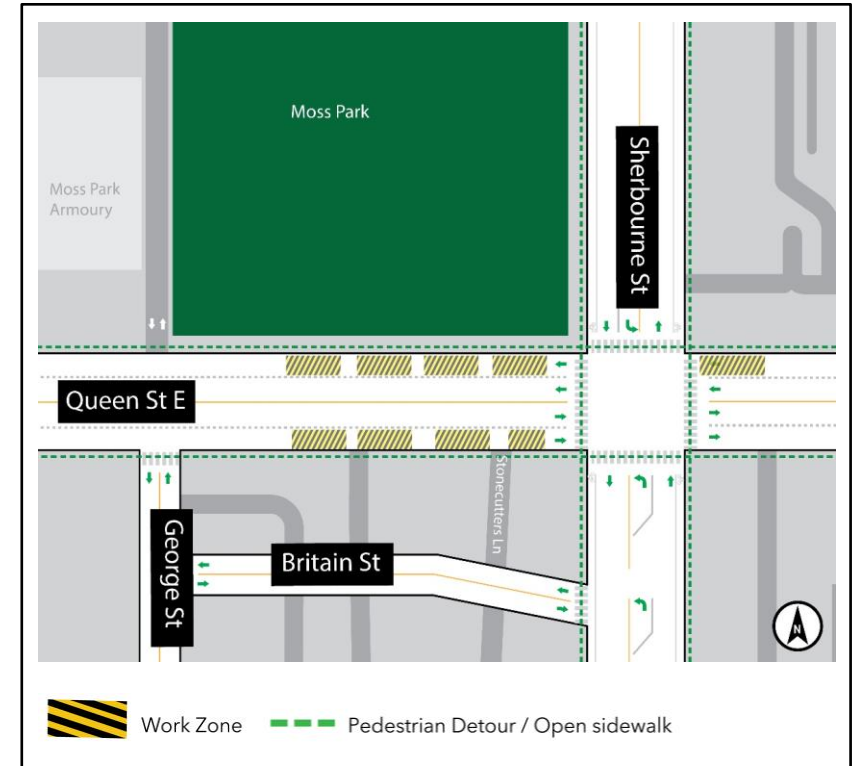 Moss Park
Sherbourne St
Moss Park
Armoury
Queen St E
Stonecutters Ln
George St
Britain St
N
Work Zone
Pedestrian Detour / Open sidewalk